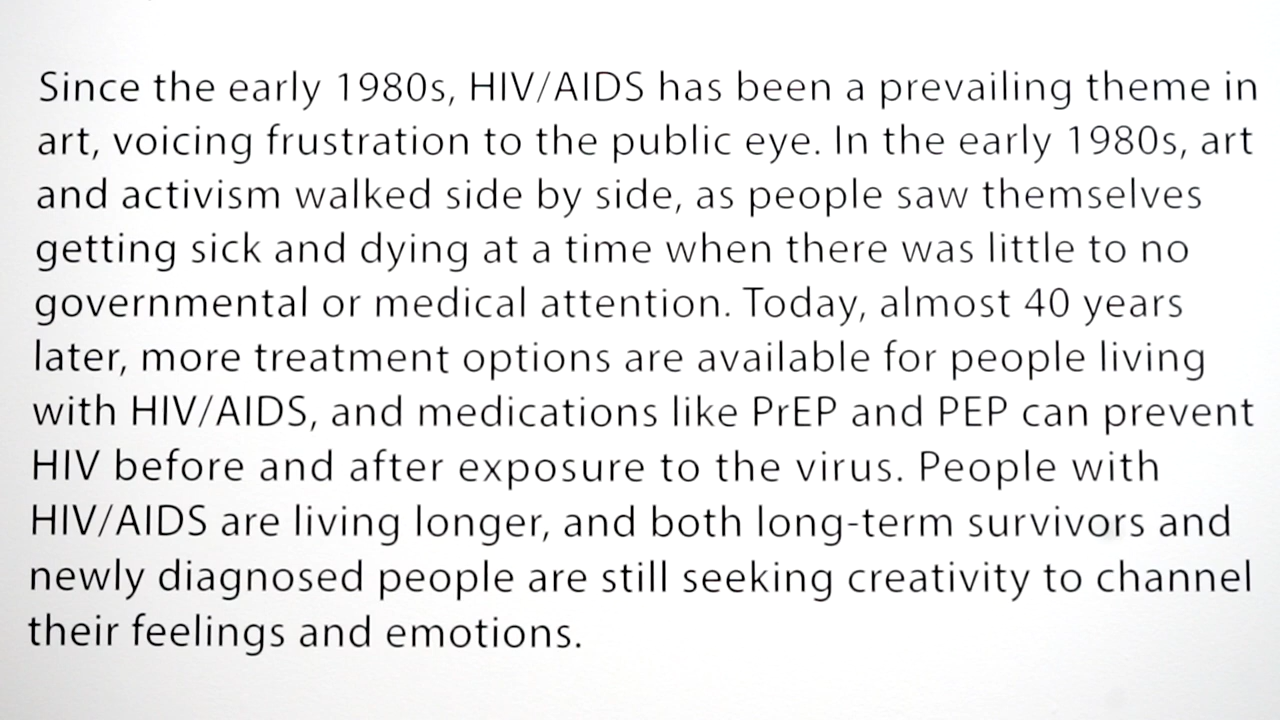 Since the early 1980s, HIV/AIDS has been a prevailing theme in
art, voicing frustration to the public eye. In the early 1980s, art
and activism walked side by side, as people saw themselves
getting sick and dying at a time when there was little to no
governmental or medical attention. Today, almost 40 years
later, more treatment options are available for people living
with HIV/AIDS, and medications like PrEP and PEP can prevent
HIV before and after exposure to the virus. People with
HIV/AIDS are living longer, and both long-term survivors and
newly diagnosed people are still seeking creativity to channel
their feelings and emotions.